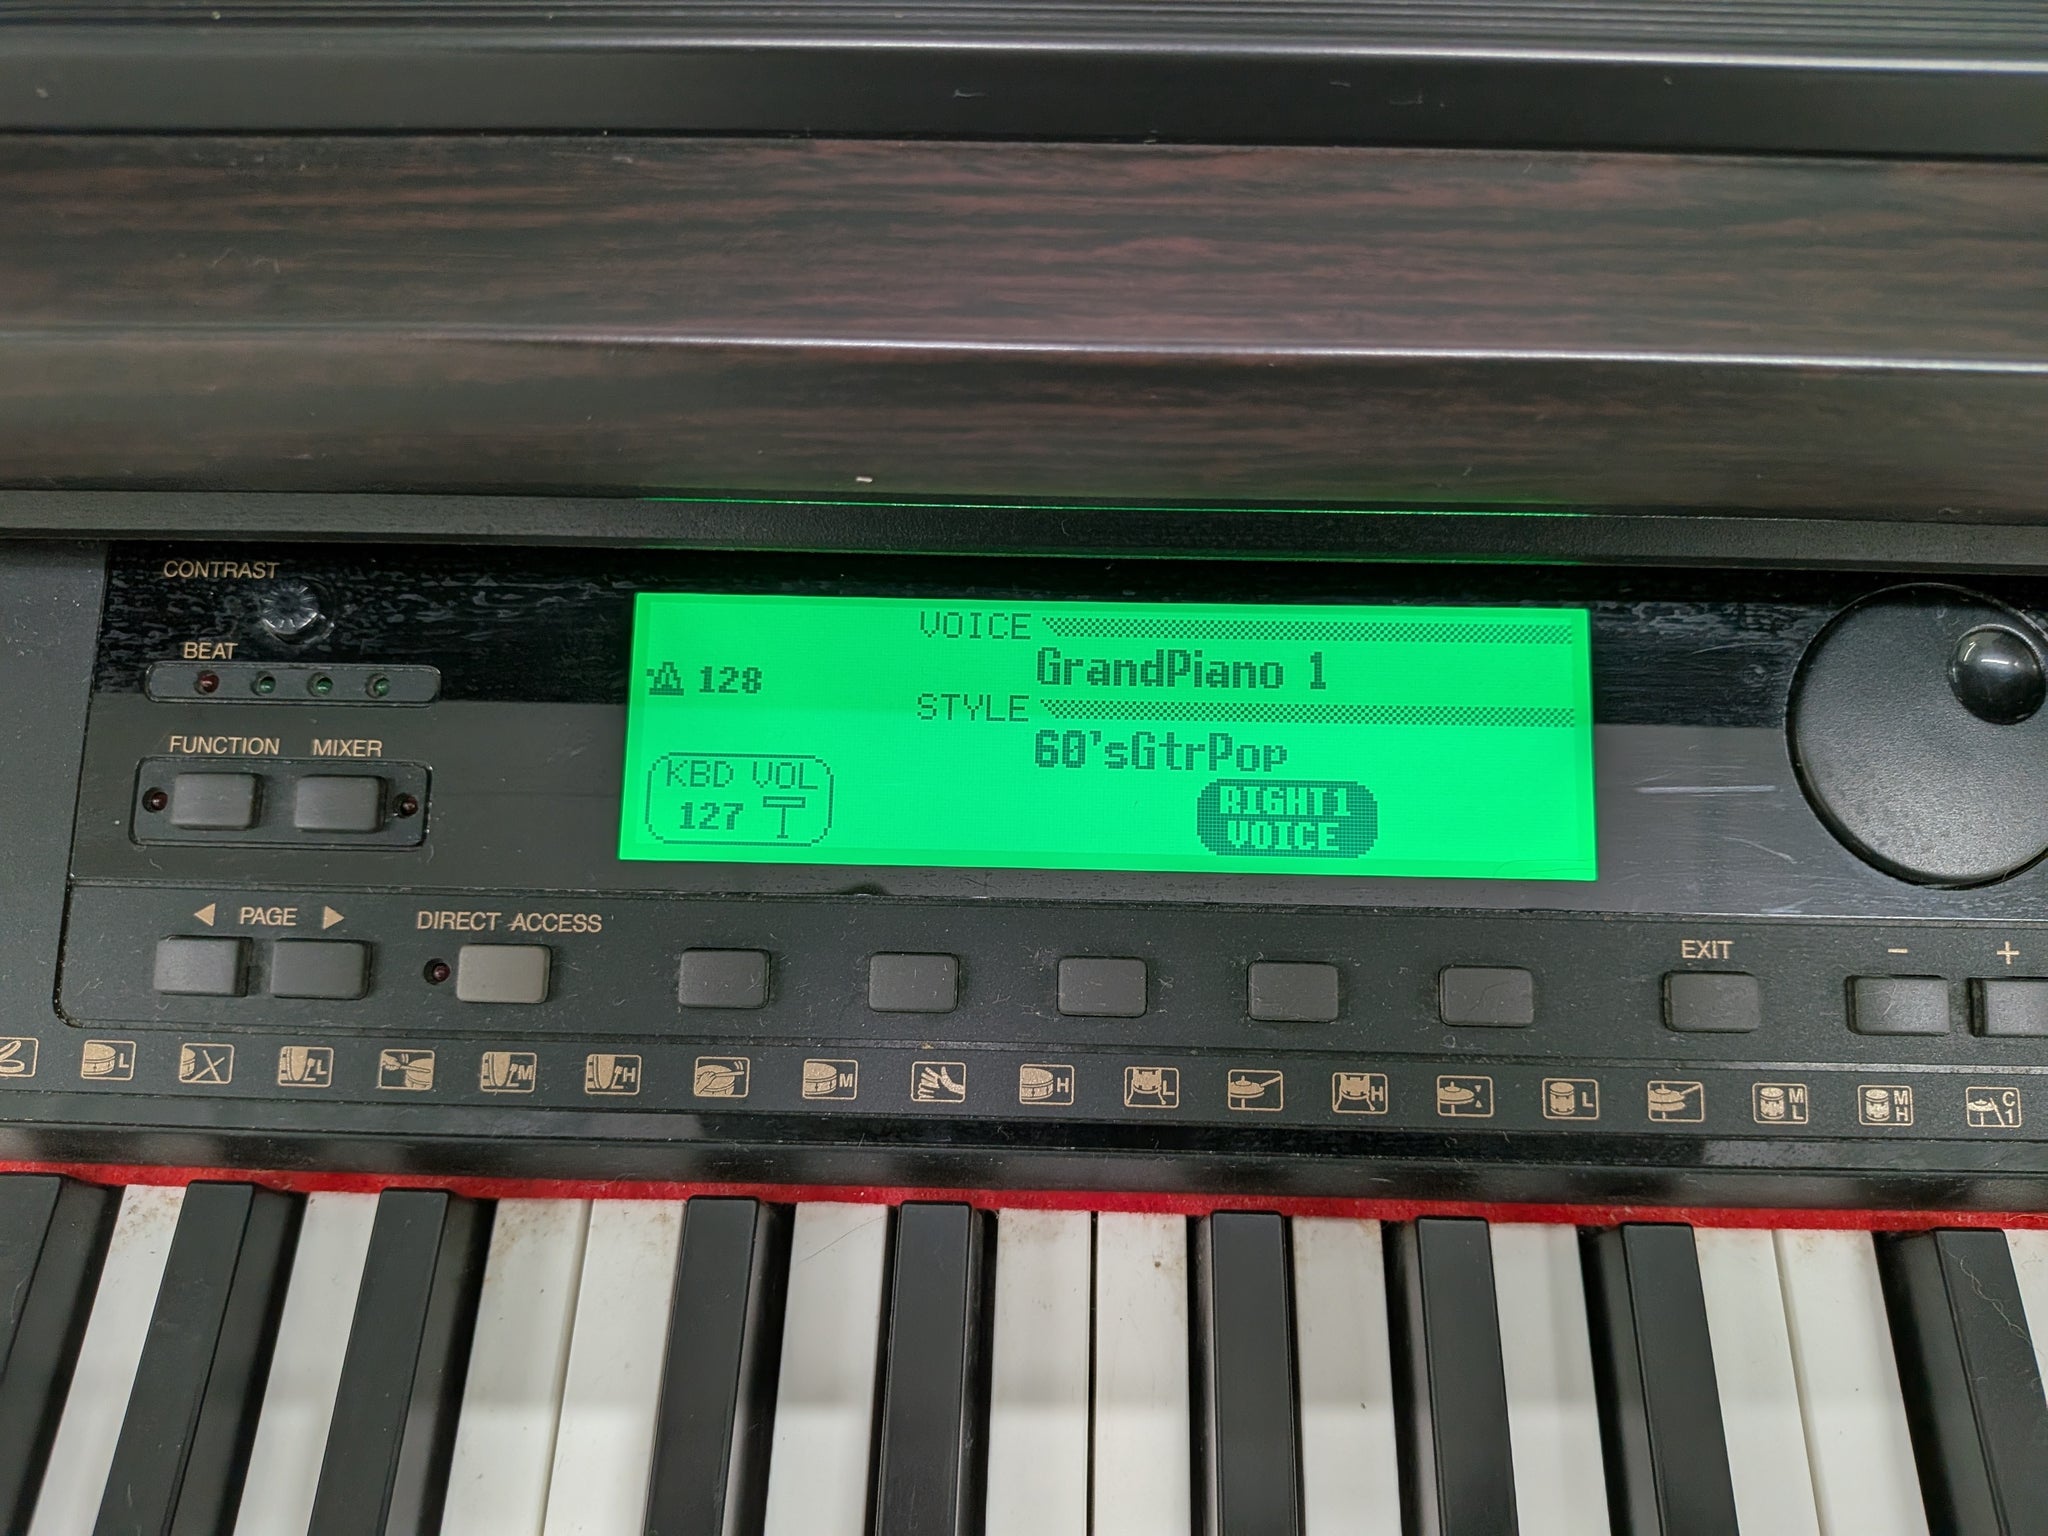 CONTRAST
BEAT
FUNCTION MIXER
VOICE
GrandPiano 1
128
STYLE
60'sGtrPop
KBD VOL
127
RIGHT1
VOICE
◀ PAGE ▶
DIRECT ACCESS
EXIT
− +
L
L
M
H
M
H
L
H
L
M
L
M
H
C
1